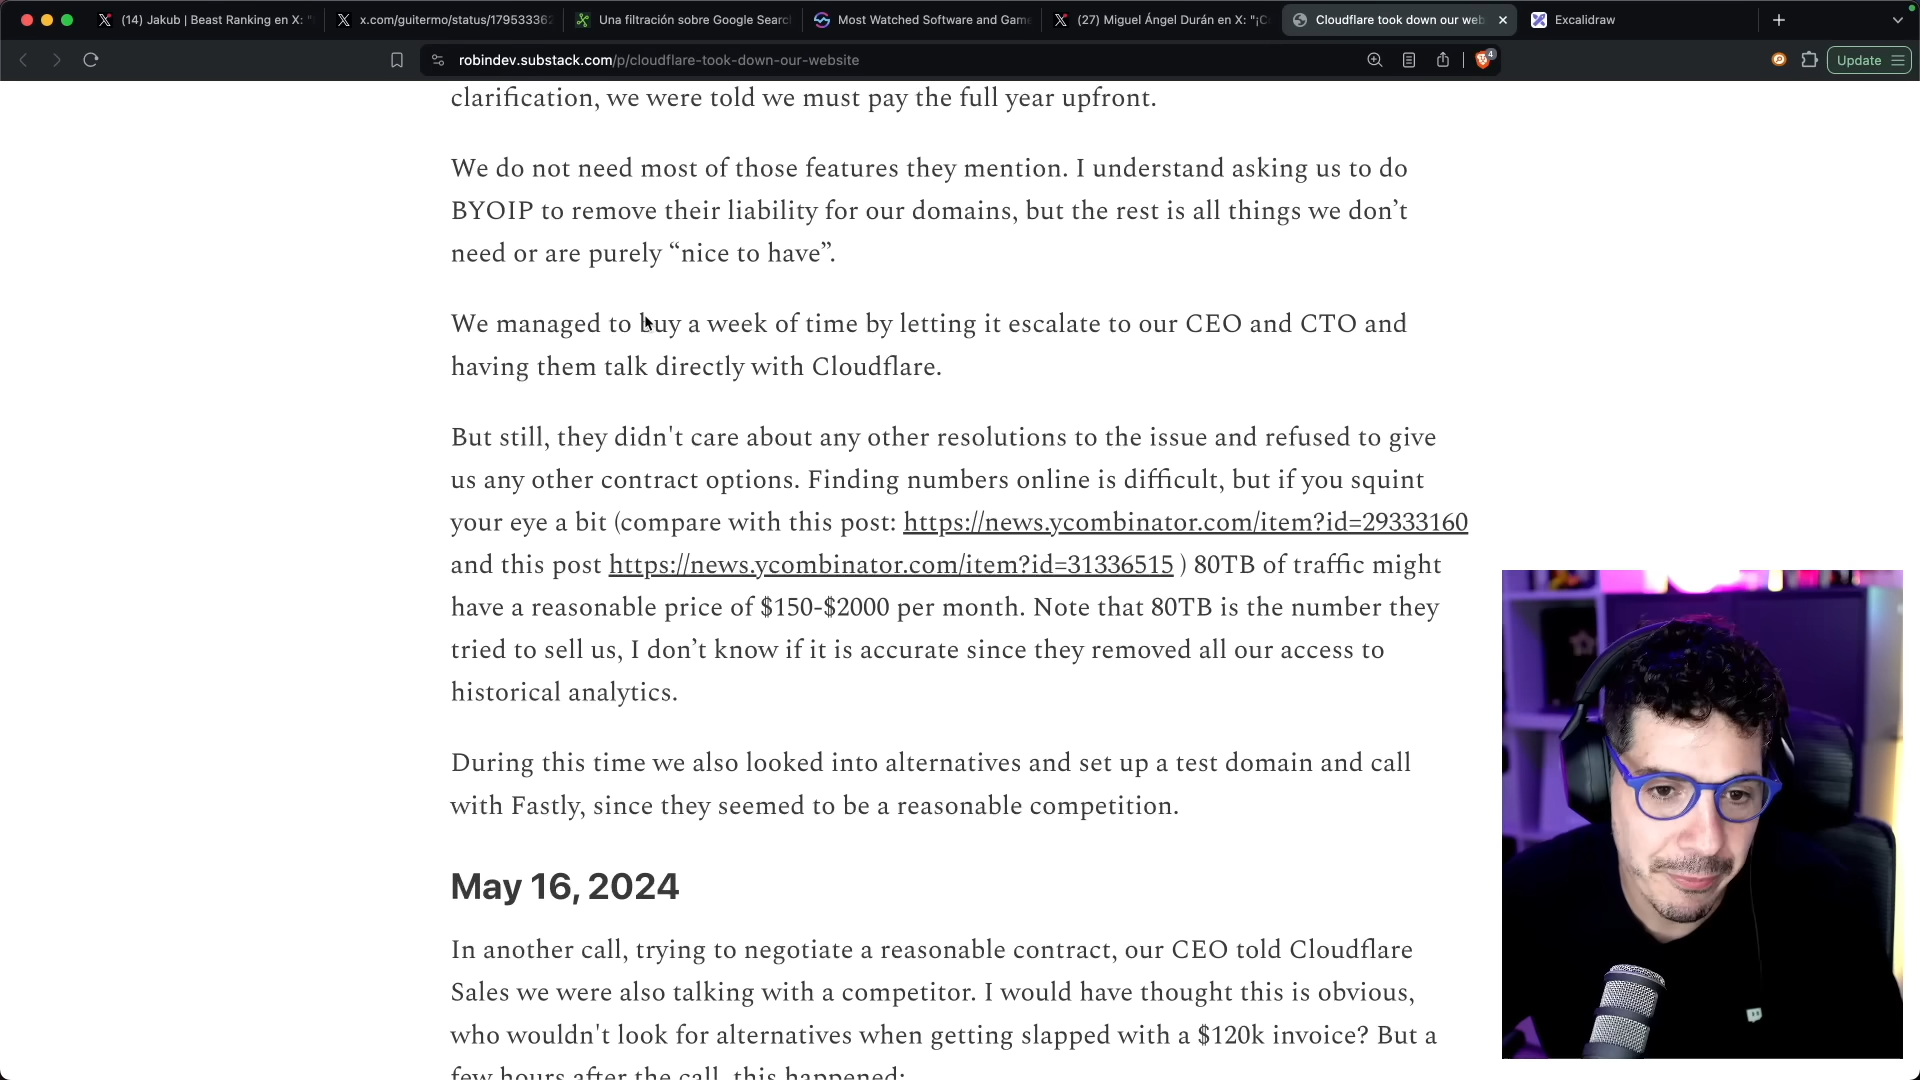 (14) Jakub | Beast Ranking en X: "
x.com/guitermo/status/179533362
Una filtración sobre Google Searc
Most Watched Software and Game
(27) Miguel Ángel Durán en X: "¡C
Cloudflare took down our web
Excalidraw
robindev.substack.com/p/cloudflare-took-down-our-website
4
Update
clarification, we were told we must pay the full year upfront.
We do not need most of those features they mention. I understand asking us to do
BYOIP to remove their liability for our domains, but the rest is all things we don’t
need or are purely “nice to have”.
We managed to buy a week of time by letting it escalate to our CEO and CTO and
having them talk directly with Cloudflare.
But still, they didn't care about any other resolutions to the issue and refused to give
us any other contract options. Finding numbers online is difficult, but if you squint
your eye a bit (compare with this post: https://news.ycombinator.com/item?id=29333160
and this post https://news.ycombinator.com/item?id=31336515 ) 80TB of traffic might
have a reasonable price of $150-$2000 per month. Note that 80TB is the number they
tried to sell us, I don’t know if it is accurate since they removed all our access to
historical analytics.
During this time we also looked into alternatives and set up a test domain and call
with Fastly, since they seemed to be a reasonable competition.
May 16, 2024
In another call, trying to negotiate a reasonable contract, our CEO told Cloudflare
Sales we were also talking with a competitor. I would have thought this is obvious,
who wouldn't look for alternatives when getting slapped with a $120k invoice? But a
few hours after the call, this happened: